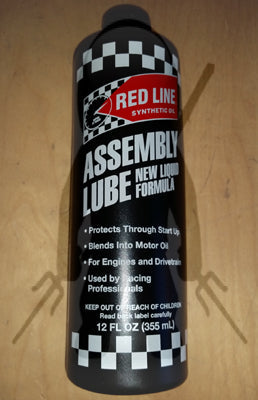 RED LINE
SYNTHETIC OIL
ASSEMBLY
LUBE
NEW LIQUID
FORMULA
• Protects Through Start Up
• Blends Into Motor Oil
• For Engines and Drivetrains
• Used by Racing
Professionals
KEEP OUT OF REACH OF CHILDREN
Read back label carefully
12 FL OZ (355 mL)